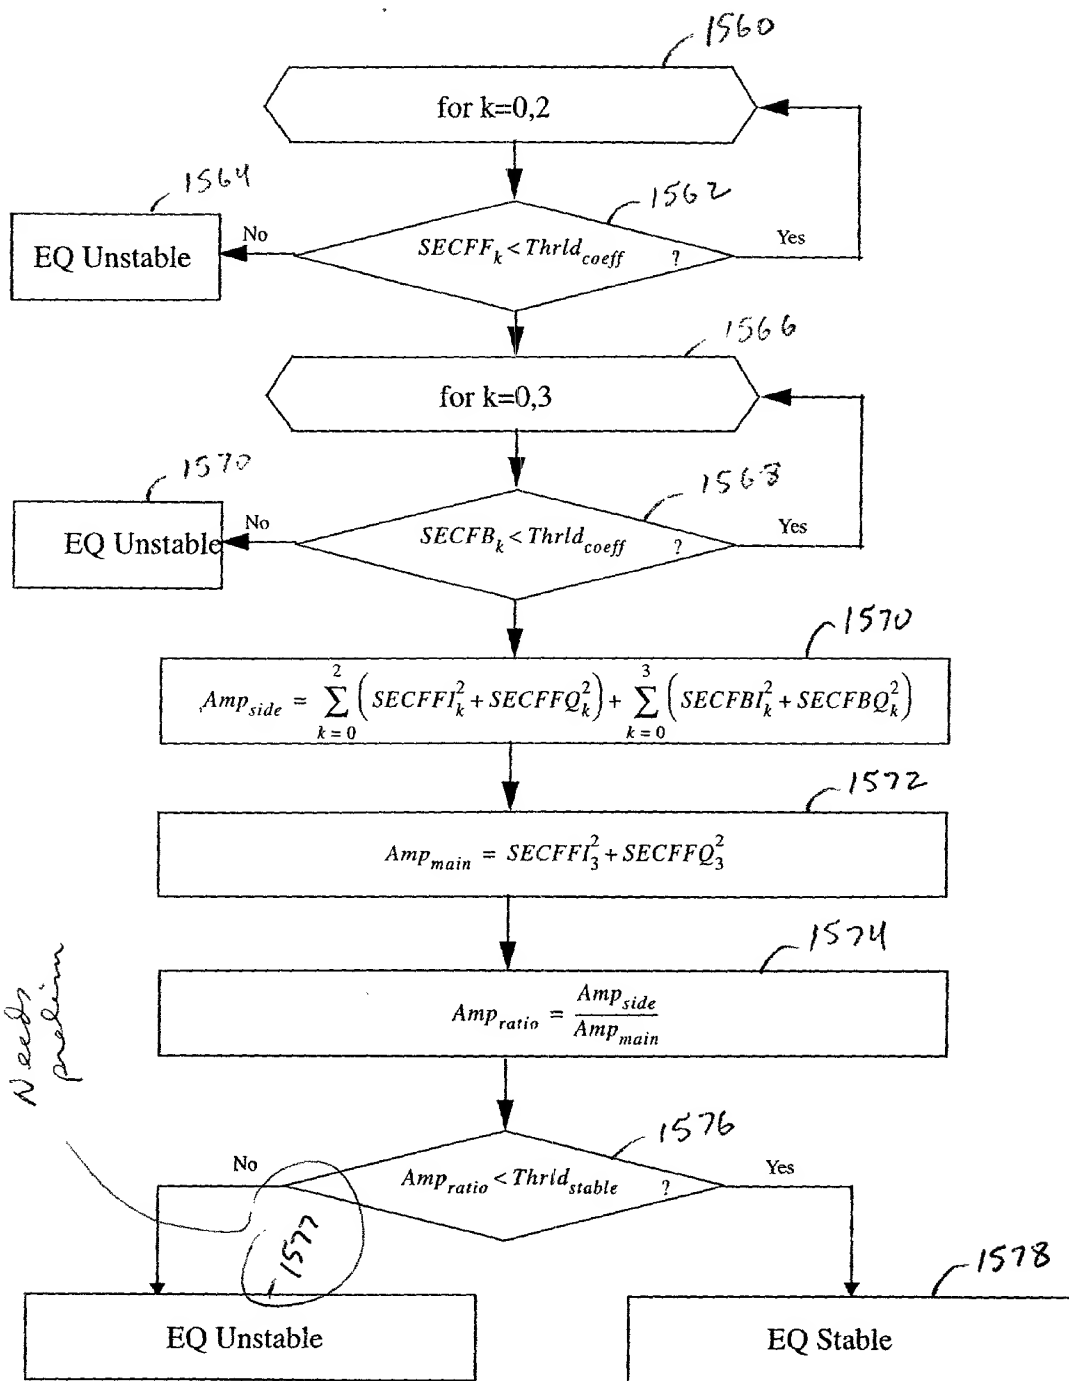 1560
for k=0,2
1564
1562
EQ Unstable
No
SECFF_k < Thrld_coeff ?
Yes
1566
for k=0,3
1570
1568
EQ Unstable
No
SECFB_k < Thrld_coeff ?
Yes
1570
Amp_side = \sum_{k=0}^{2} (SECFFI_k^2 + SECFFQ_k^2) + \sum_{k=0}^{3} (SECFBI_k^2 + SECFBQ_k^2)
1572
Amp_main = SECFFI_3^2 + SECFFQ_3^2
1574
Amp_ratio = Amp_side / Amp_main
Needs
prelim
1576
No
Amp_ratio < Thrld_stable ?
Yes
1577
1578
EQ Unstable
EQ Stable